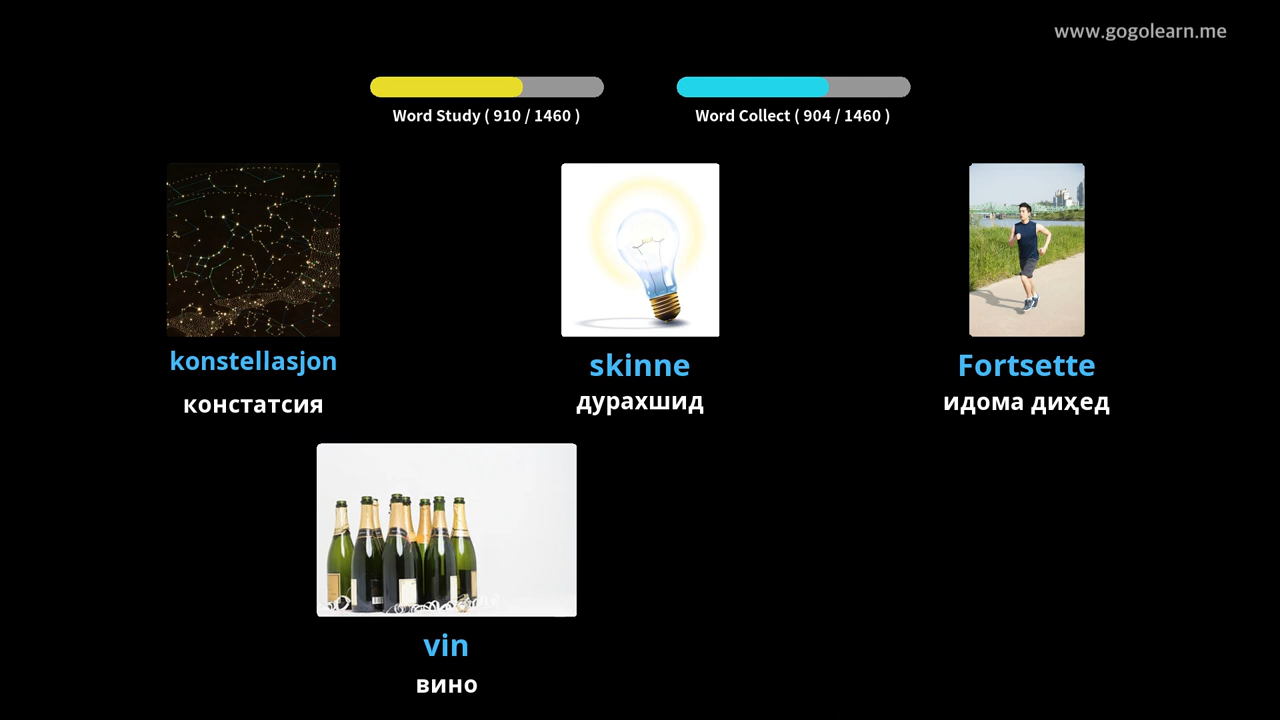 www.gogolearn.me
Word Study ( 910 / 1460 )
Word Collect ( 904 / 1460 )
konstellasjon
констатсия
skinne
дурахшид
Fortsette
идома диҳед
vin
вино